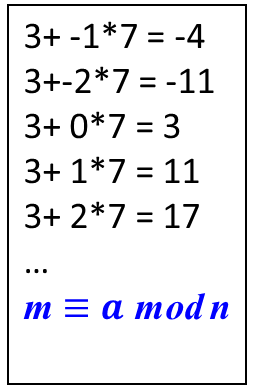 3+ -1*7 = -4
3+-2*7 = -11
3+ 0*7 = 3
3+ 1*7 = 11
3+ 2*7 = 17
...
m ≡ a mod n